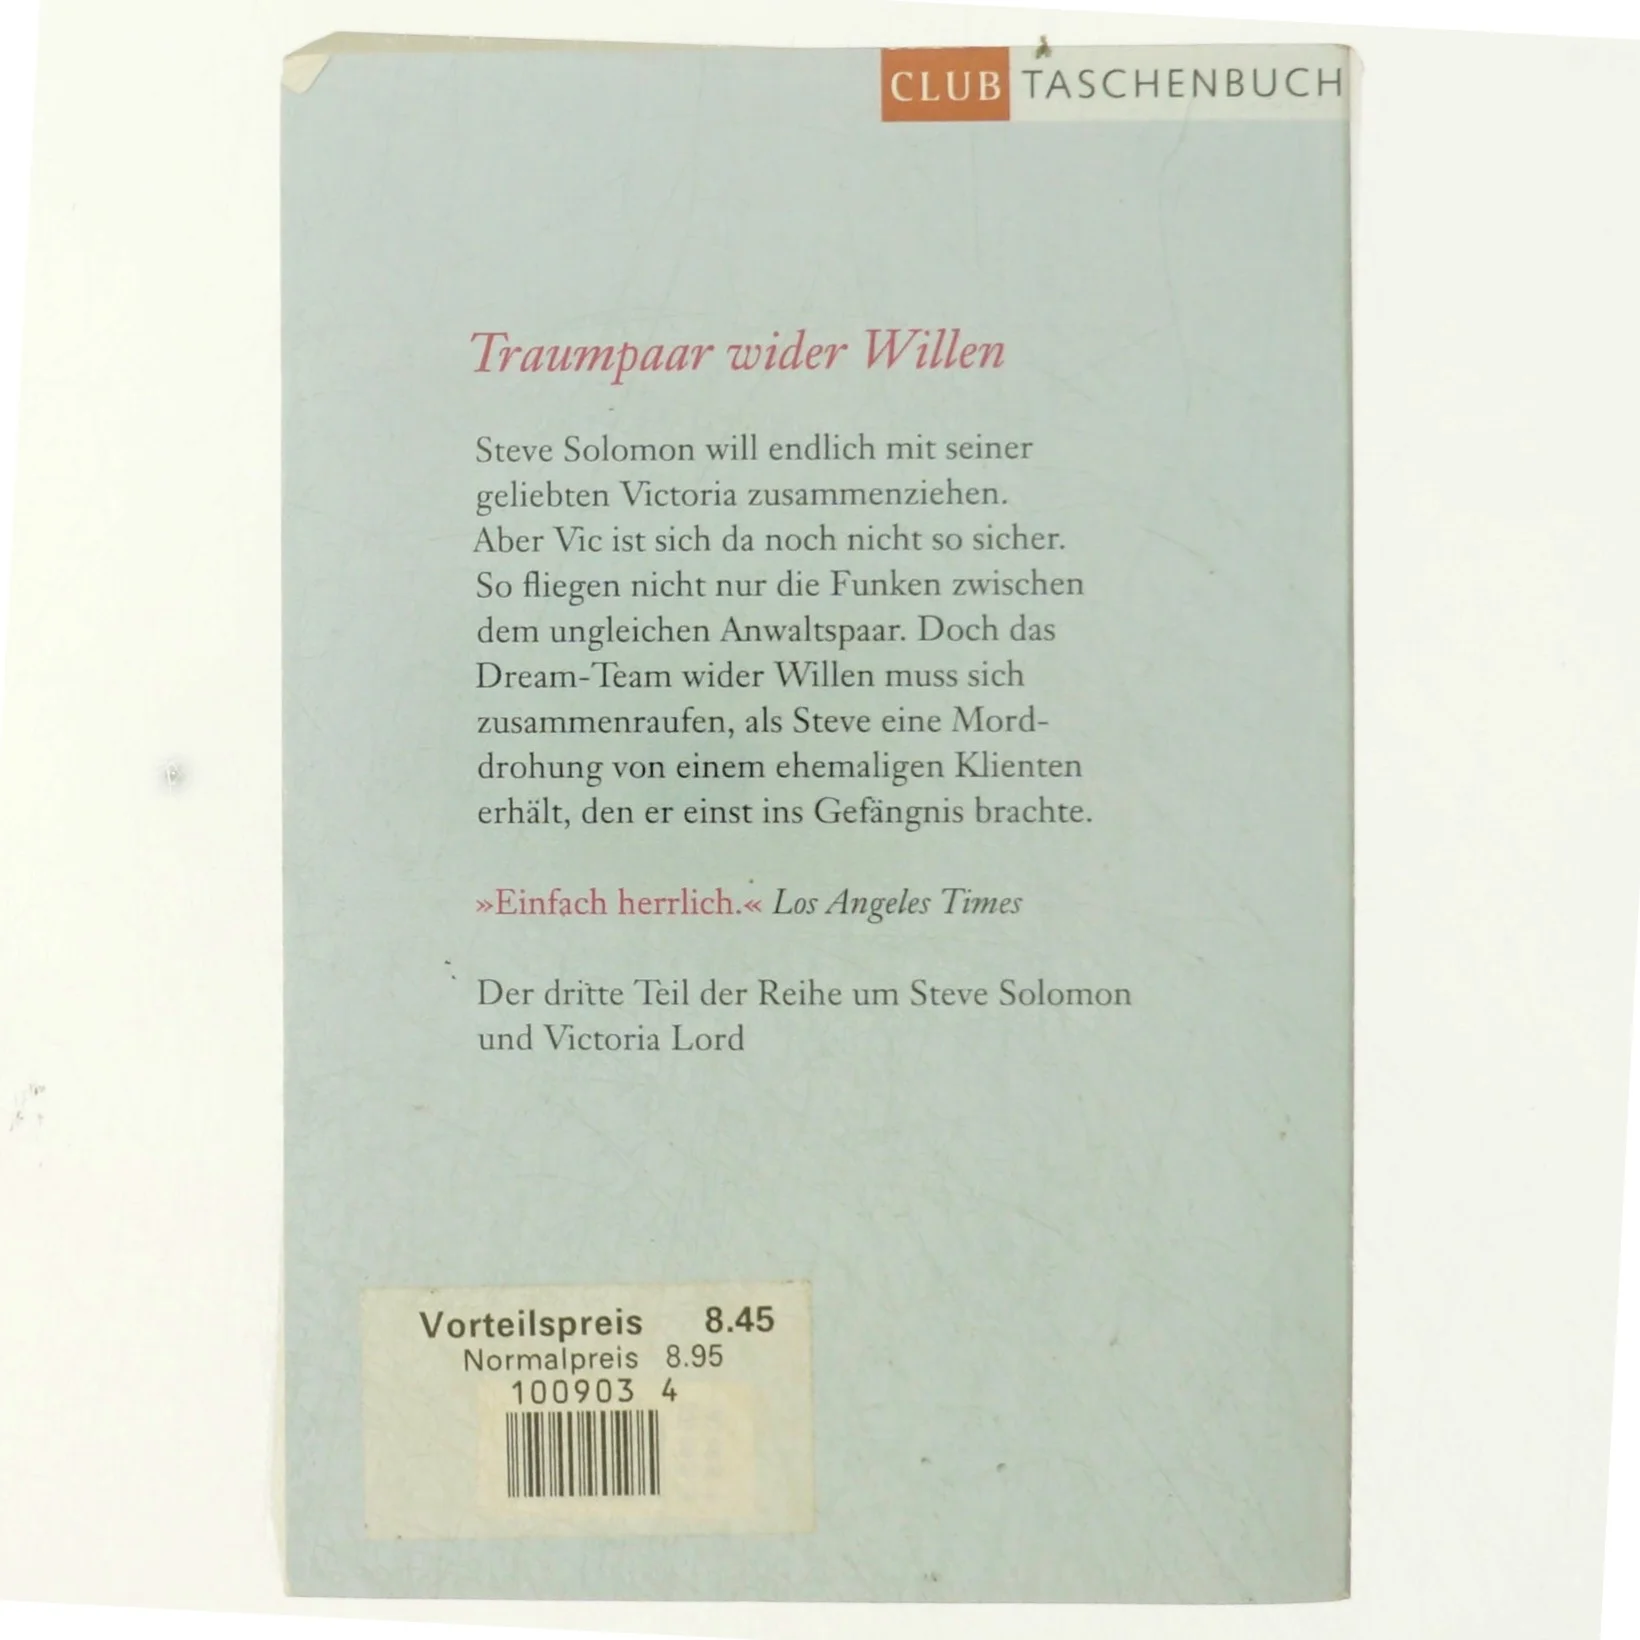 CLUB TASCHENBUCH
Traumpaar wider Willen
Steve Solomon will endlich mit seiner
geliebten Victoria zusammenziehen.
Aber Vic ist sich da noch nicht so sicher.
So fliegen nicht nur die Funken zwischen
dem ungleichen Anwaltspaar. Doch das
Dream-Team wider Willen muss sich
zusammenraufen, als Steve eine Mord-
drohung von einem ehemaligen Klienten
erhält, den er einst ins Gefängnis brachte.
»Einfach herrlich.« Los Angeles Times
Der dritte Teil der Reihe um Steve Solomon
und Victoria Lord
Vorteilspreis 8.45
Normalpreis 8.95
100903 4